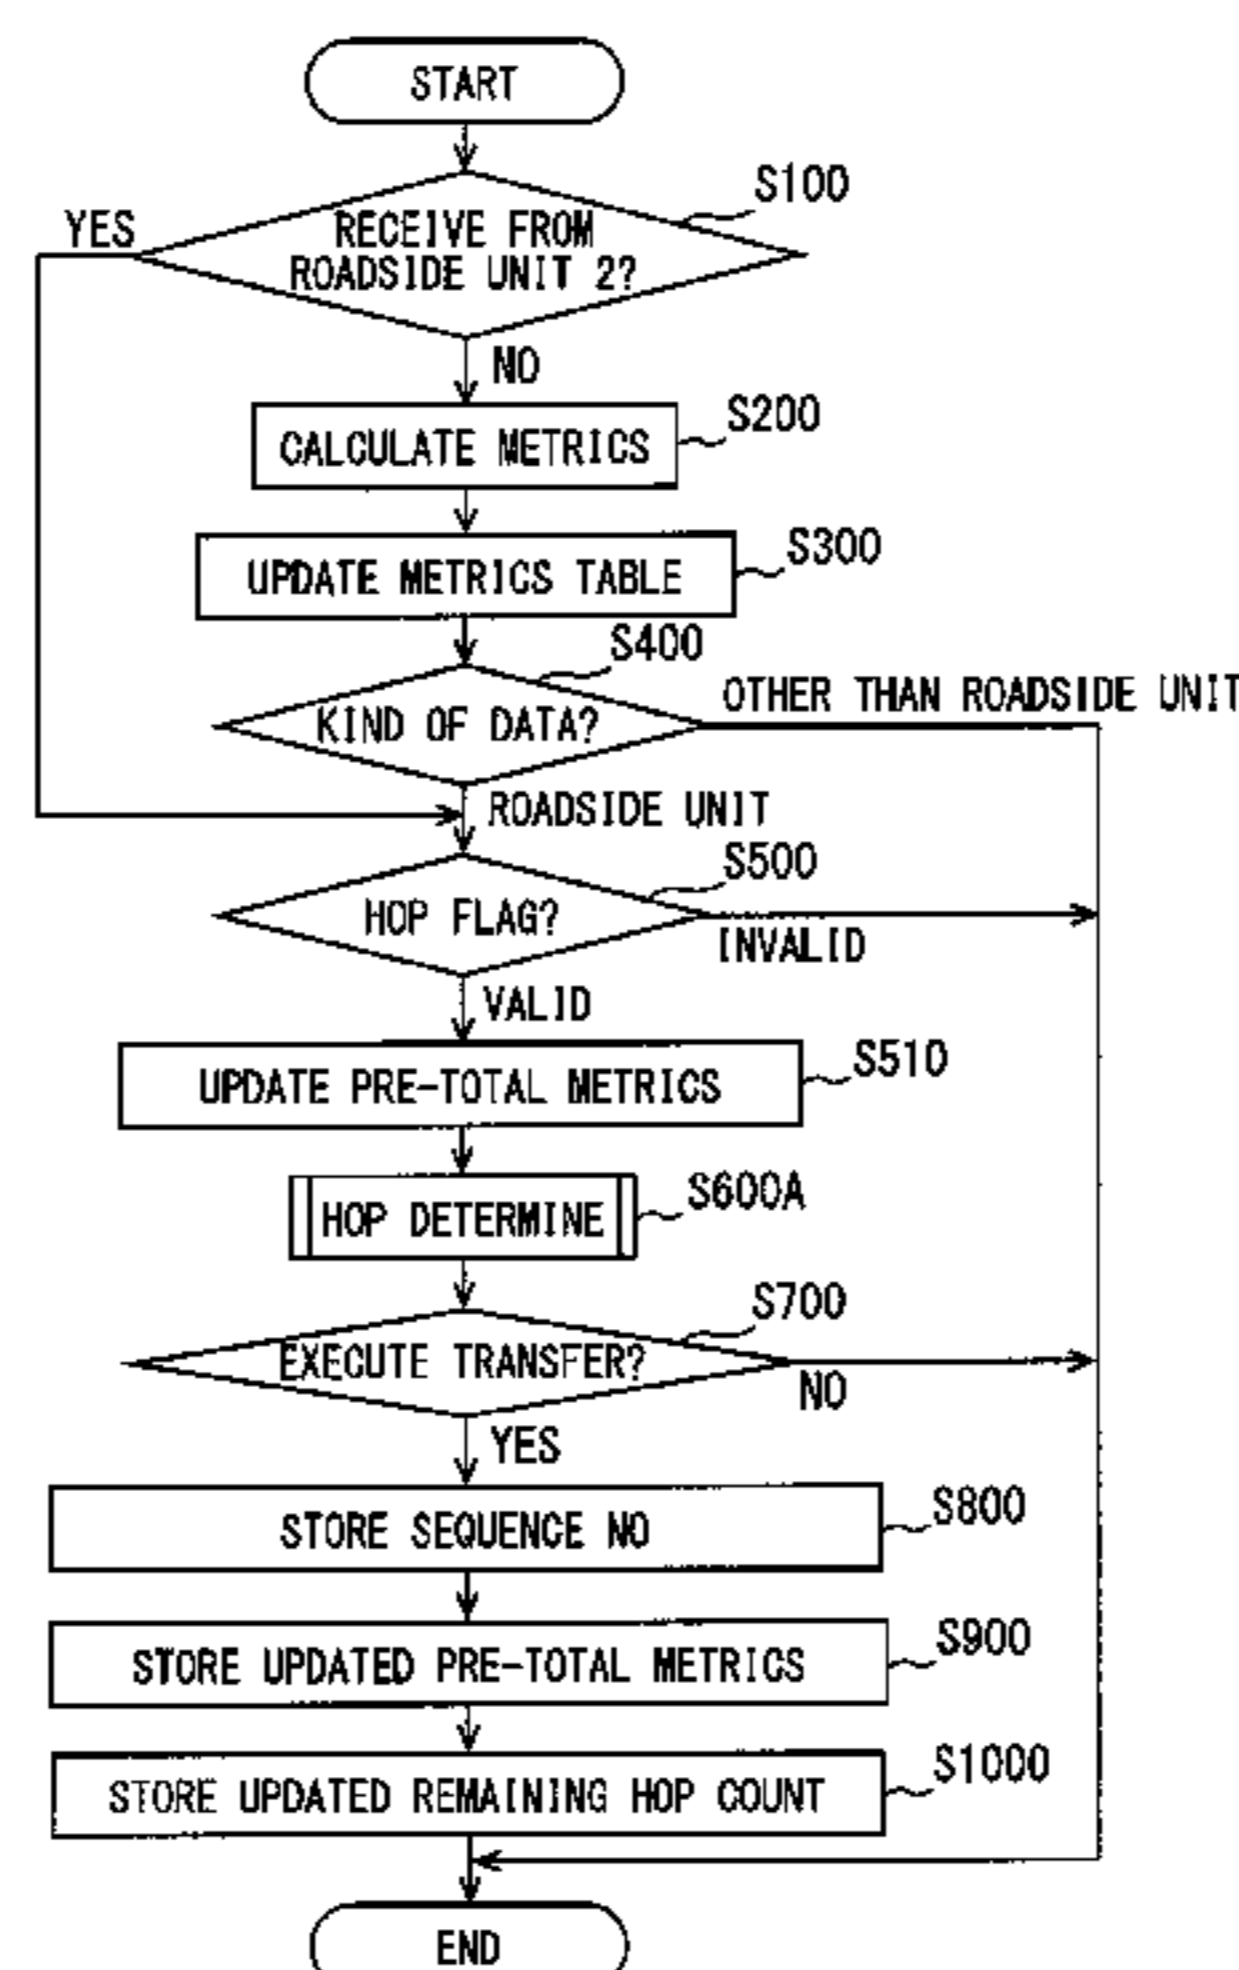 START
S100
YES
RECEIVE FROM
ROADSIDE UNIT 2?
NO
S200
CALCULATE METRICS
S300
UPDATE METRICS TABLE
S400
OTHER THAN ROADSIDE UNIT
KIND OF DATA?
ROADSIDE UNIT
S500
HOP FLAG?
INVALID
VALID
S510
UPDATE PRE-TOTAL METRICS
S600A
HOP DETERMINE
S700
EXECUTE TRANSFER?
NO
YES
S800
STORE SEQUENCE NO
S900
STORE UPDATED PRE-TOTAL METRICS
S1000
STORE UPDATED REMAINING HOP COUNT
END